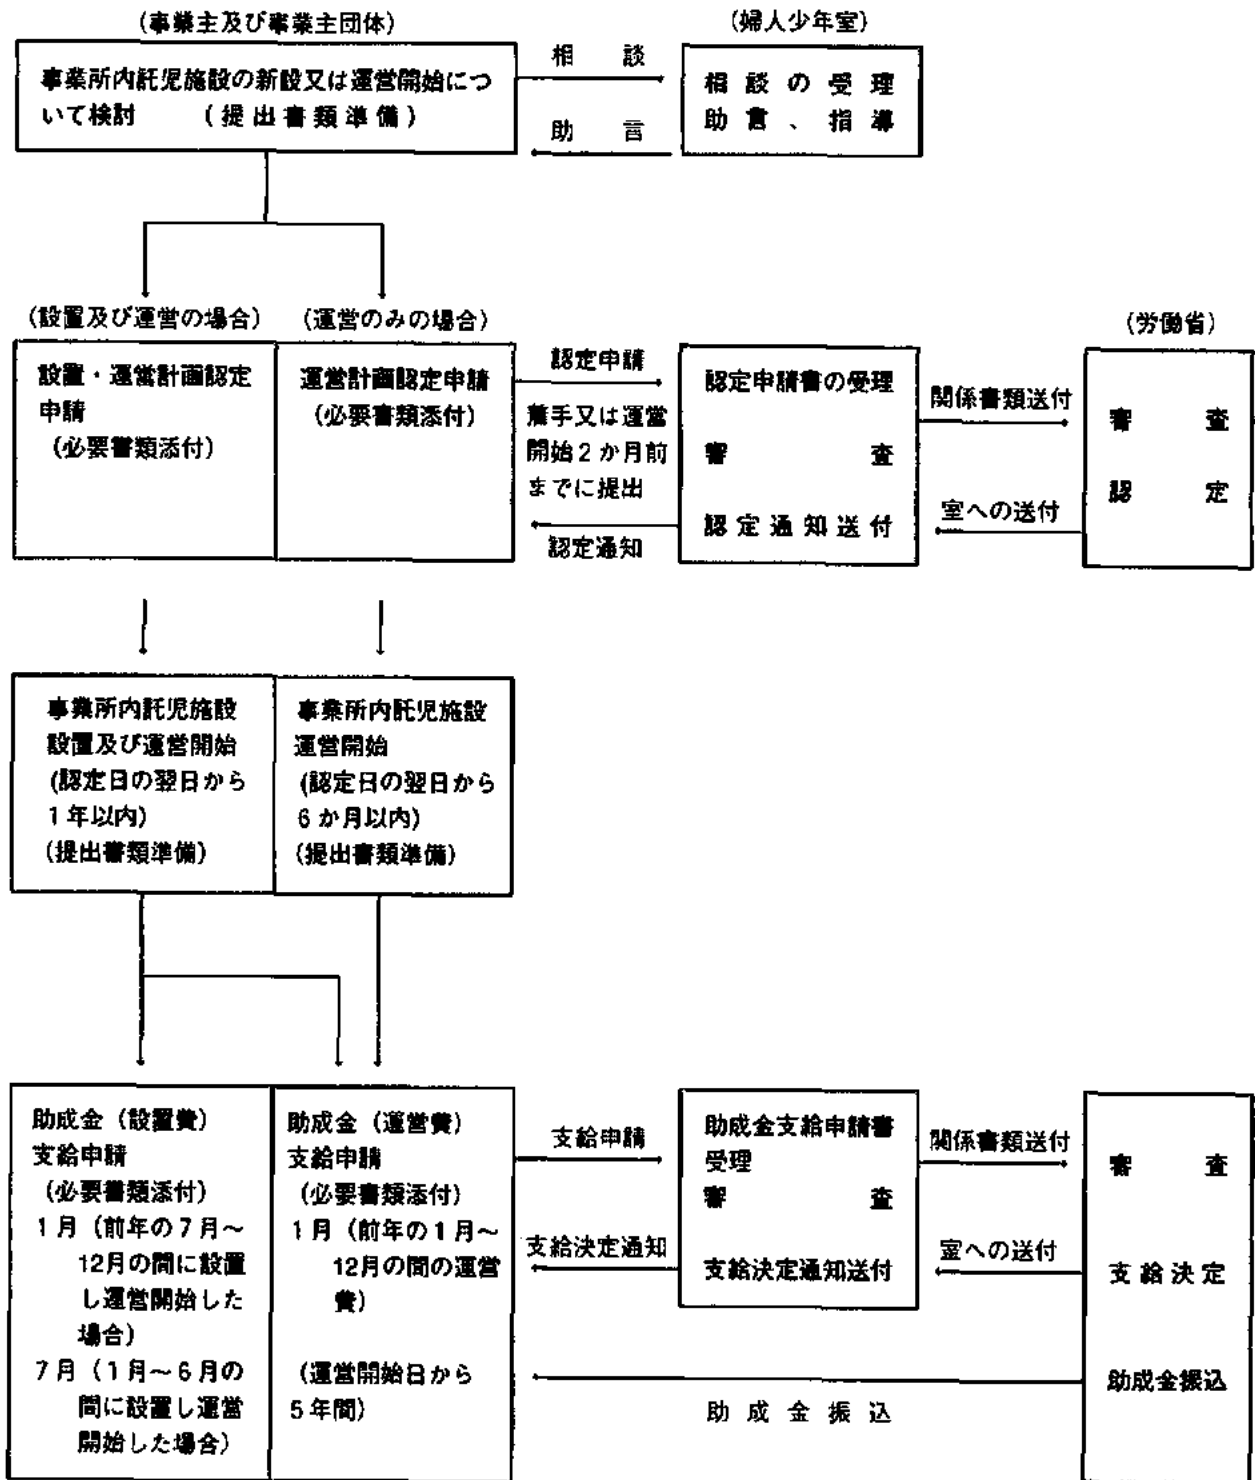 (事業主及び事業主団体)
(婦人少年室)
事業所内託児施設の新設又は運営開始につ
いて検討　　(提出書類準備)
相　談
助　言
相談の受理
助言、指導
(設置及び運営の場合)
(運営のみの場合)
(労働省)
設置・運営計画認定
申請
(必要書類添付)
運営計画認定申請
(必要書類添付)
認定申請
着手又は運営
開始2か月前
までに提出
認定通知
認定申請書の受理
審　　　査
認定通知送付
関係書類送付
室への送付
審　　査
認　　定
事業所内託児施設
設置及び運営開始
(認定日の翌日から
1年以内)
(提出書類準備)
事業所内託児施設
運営開始
(認定日の翌日から
6か月以内)
(提出書類準備)
助成金(設置費)
支給申請
(必要書類添付)
1月(前年の7月〜
12月の間に設置
し運営開始した
場合)
7月(1月〜6月の
間に設置し運営
開始した場合)
助成金(運営費)
支給申請
(必要書類添付)
1月(前年の1月〜
12月の間の運営
費)
(運営開始日から
5年間)
支給申請
支給決定通知
助成金支給申請書
受理
審　　　査
支給決定通知送付
関係書類送付
室への送付
審　　査
支給決定
助成金振込
助成金振込